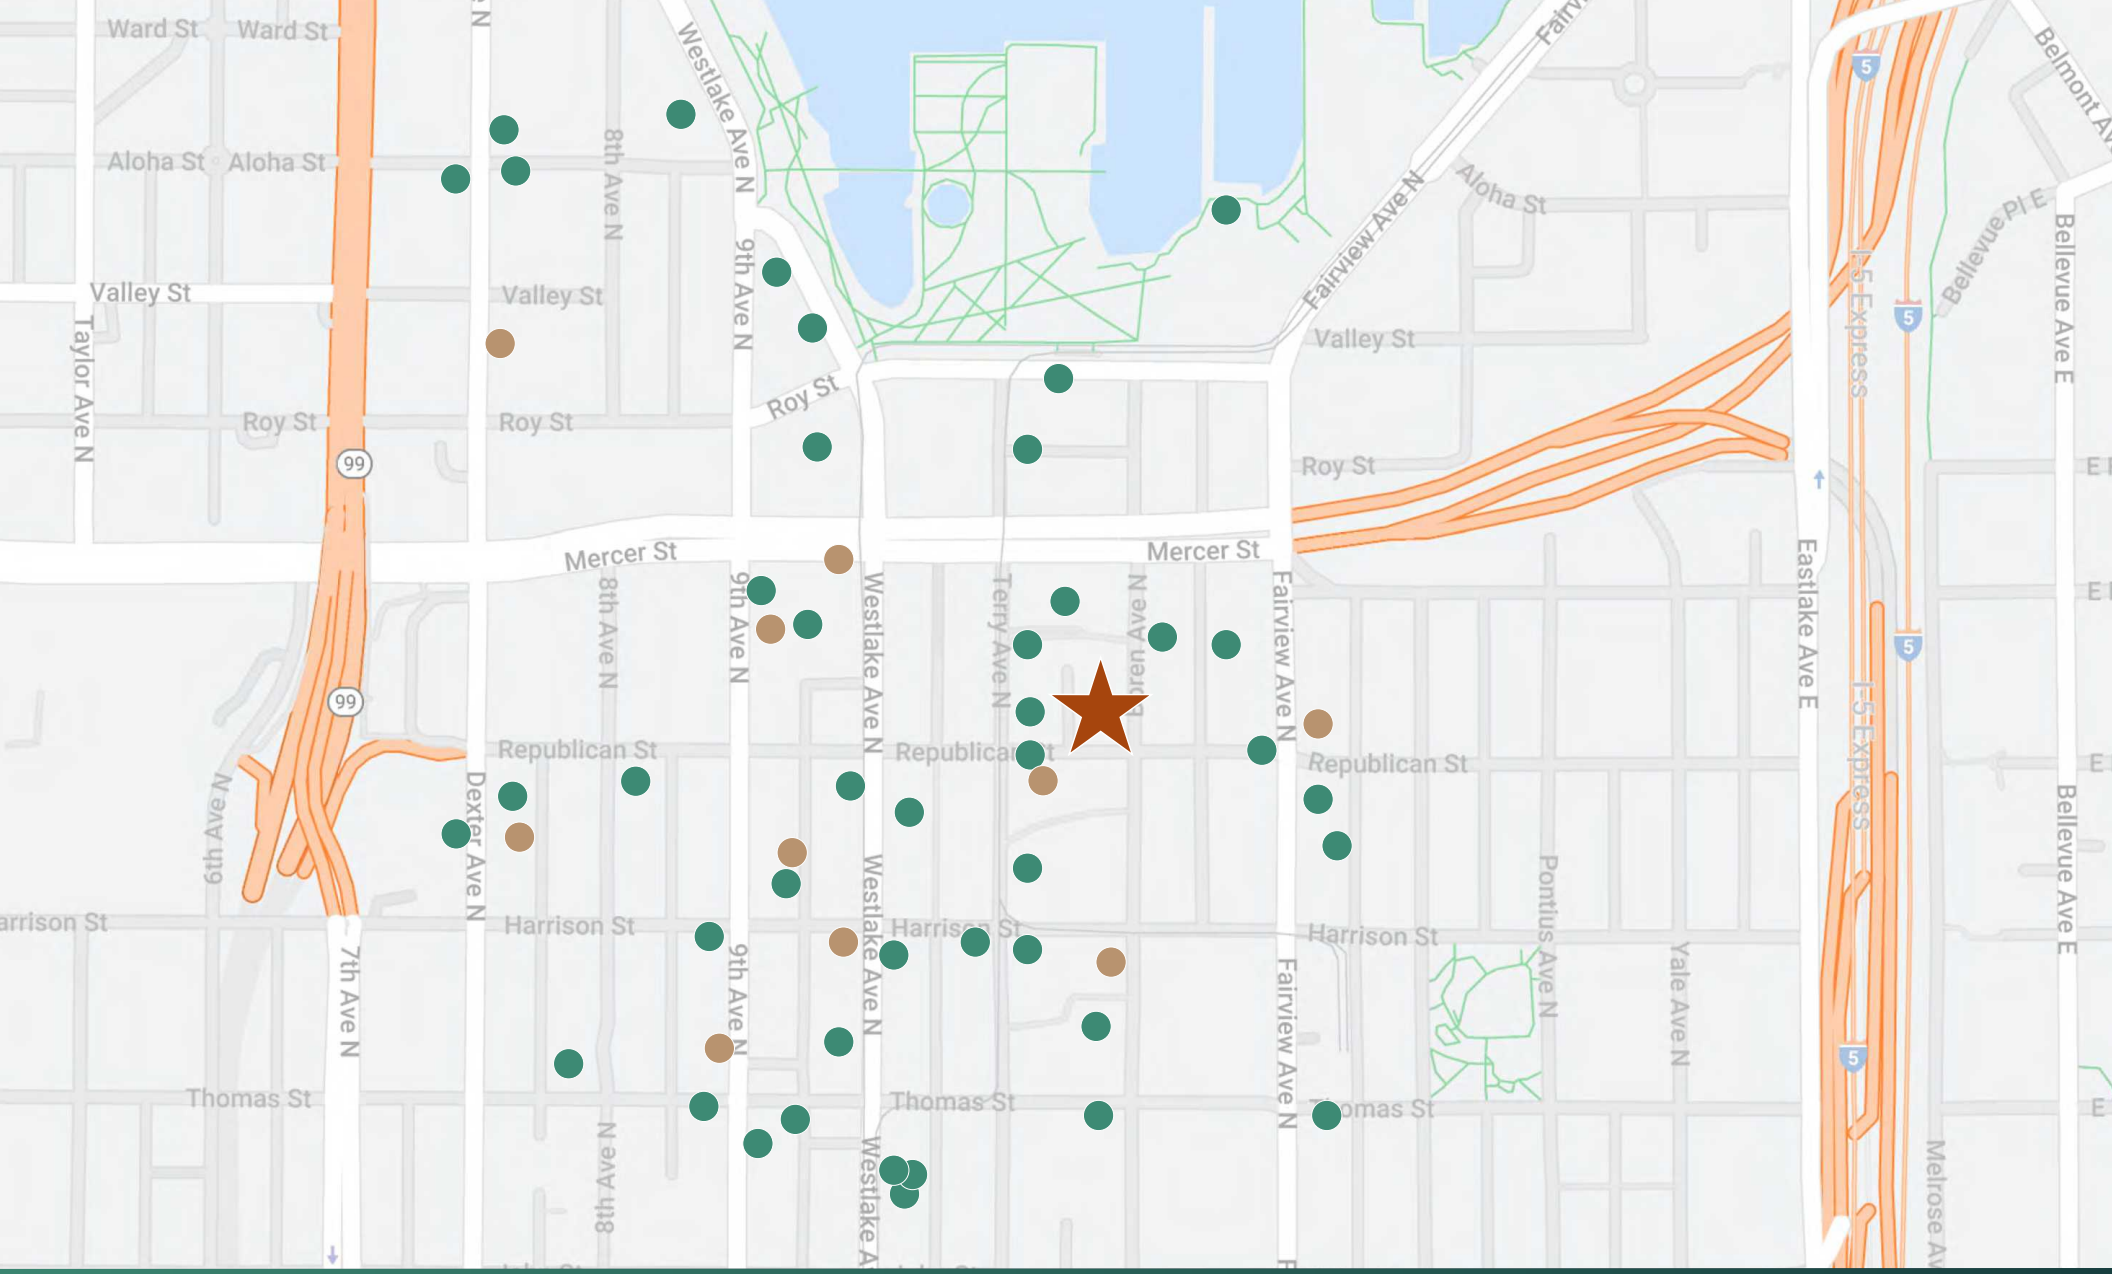 Ward St
Ward St
N
Westlake Ave N
Fairv
5
Belmont Av
Aloha St
Aloha St
8th Ave N
Aloha St
Fairview Ave N
Bellevue Pl E
Bellevue Ave E
9th Ave N
Valley St
Valley St
Valley St
I-5 Express
5
Taylor Ave N
Roy St
Roy St
Roy St
Roy St
99
E
Mercer St
Mercer St
8th Ave N
9th Ave N
Westlake Ave N
Terry Ave N
Boren Ave N
Fairview Ave N
Eastlake Ave E
E
5
99
Republican St
Republican St
Republican St
I-5 Express
E
6th Ave N
Dexter Ave N
Westlake Ave N
Pontius Ave N
Bellevue Ave E
arrison St
Harrison St
Harrison St
Harrison St
7th Ave N
9th Ave N
Fairview Ave N
Yale Ave N
5
Thomas St
Thomas St
Thomas St
E
8th Ave N
Westlake A
Melrose Av
F